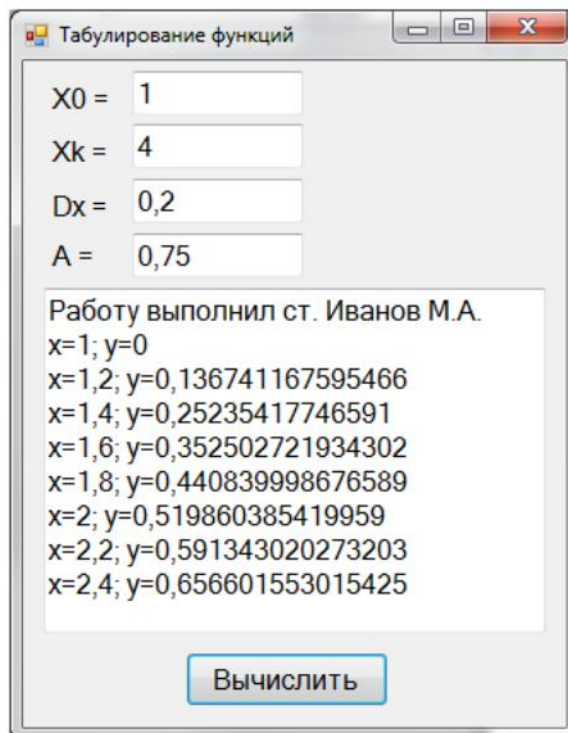 Табулирование функций
X0 = 1
Xk = 4
Dx = 0,2
A = 0,75
Работу выполнил ст. Иванов М.А.
x=1; y=0
x=1,2; y=0,136741167595466
x=1,4; y=0,25235417746591
x=1,6; y=0,352502721934302
x=1,8; y=0,440839998676589
x=2; y=0,519860385419959
x=2,2; y=0,591343020273203
x=2,4; y=0,656601553015425
Вычислить